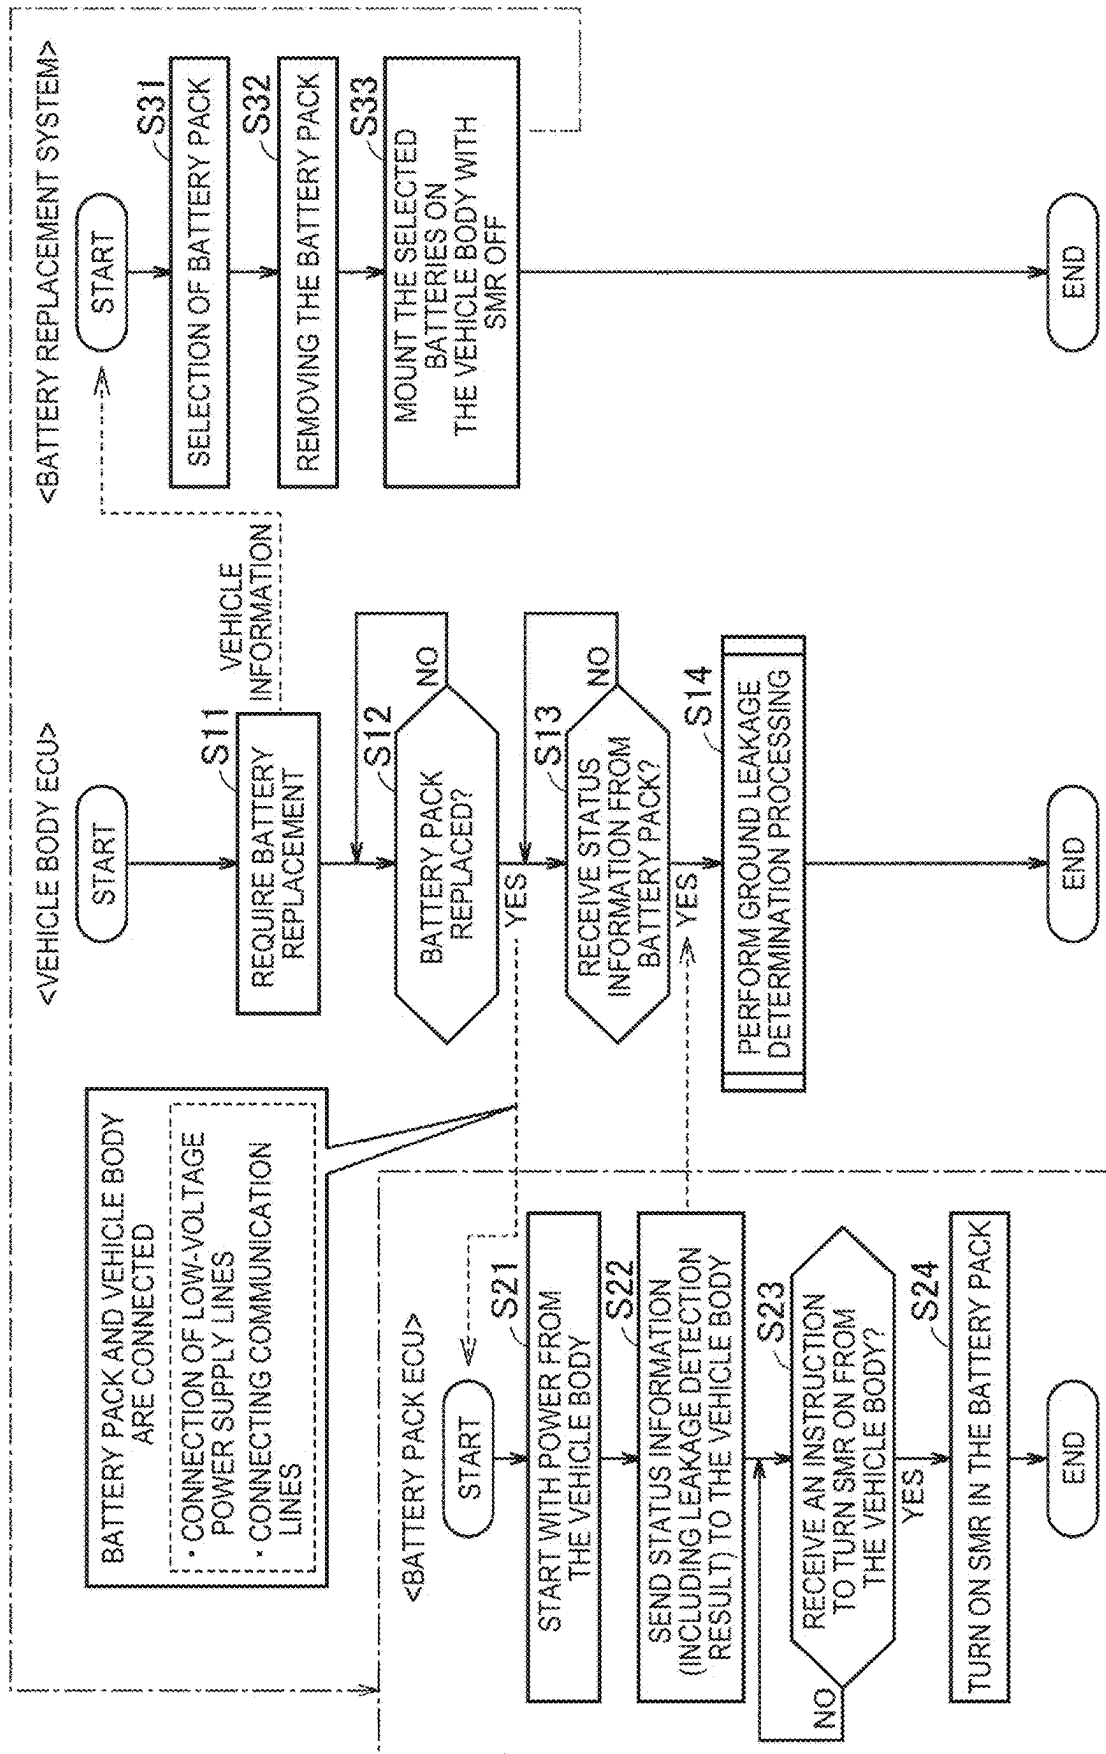 BATTERY PACK AND VEHICLE BODY
ARE CONNECTED
・CONNECTION OF LOW-VOLTAGE
POWER SUPPLY LINES
・CONNECTING COMMUNICATION
LINES
<BATTERY PACK ECU>
START
S21
START WITH POWER FROM
THE VEHICLE BODY
S22
SEND STATUS INFORMATION
(INCLUDING LEAKAGE DETECTION
RESULT) TO THE VEHICLE BODY
S23
RECEIVE AN INSTRUCTION
TO TURN SMR ON FROM
THE VEHICLE BODY?
NO
YES
S24
TURN ON SMR IN THE BATTERY PACK
END
<VEHICLE BODY ECU>
START
S11
REQUIRE BATTERY
REPLACEMENT
VEHICLE
INFORMATION
S12
BATTERY PACK
REPLACED?
NO
YES
S13
RECEIVE STATUS
INFORMATION FROM
BATTERY PACK?
NO
YES
S14
PERFORM GROUND LEAKAGE
DETERMINATION PROCESSING
END
<BATTERY REPLACEMENT SYSTEM>
START
S31
SELECTION OF BATTERY PACK
S32
REMOVING THE BATTERY PACK
S33
MOUNT THE SELECTED
BATTERIES ON
THE VEHICLE BODY WITH
SMR OFF
END